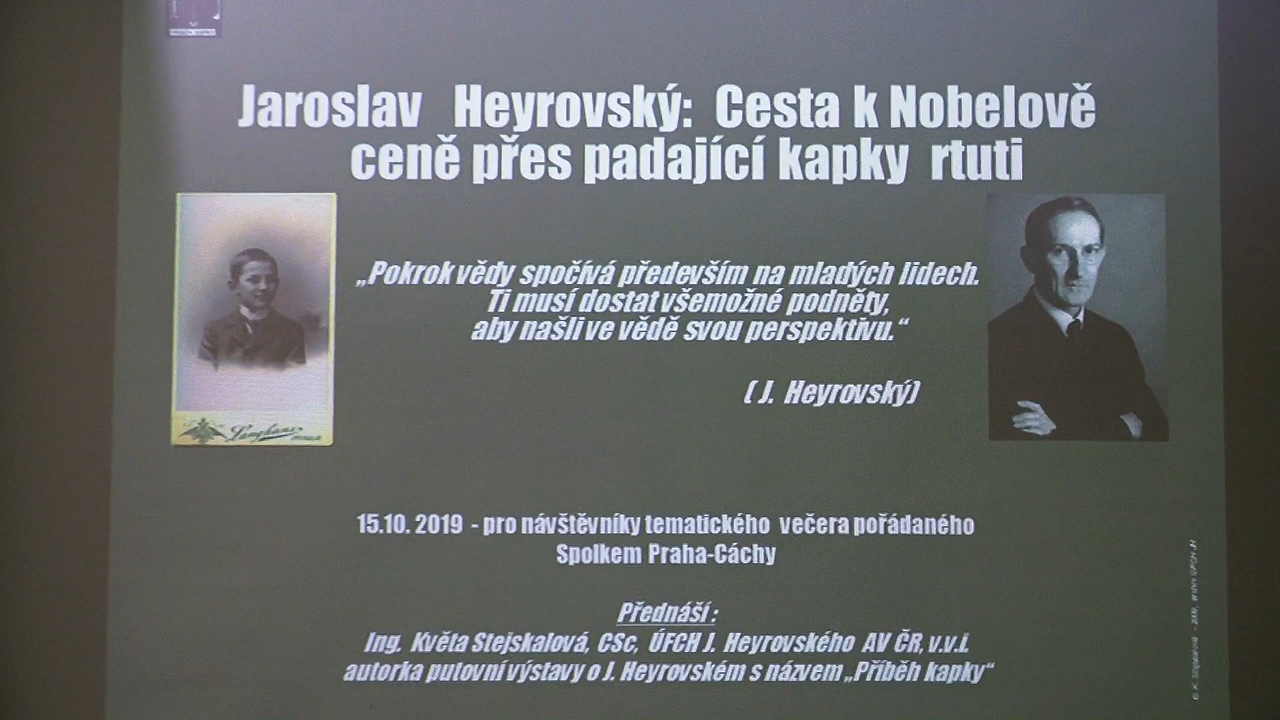 Jaroslav Heyrovský: Cesta k Nobelově
ceně přes padající kapky rtuti
„Pokrok vědy spočívá především na mladých lidech.
Ti musí dostat všemožné podněty,
aby našli ve vědě svou perspektivu.“
( J. Heyrovský)
Langhans
15.10. 2019 - pro návštěvníky tematického večera pořádaného
Spolkem Praha-Cáchy
Přednáší :
Ing. Květa Stejskalová, CSc, ÚFCH J. Heyrovského AV ČR, v.v.i.
autorka putovní výstavy o J. Heyrovském s názvem „Příběh kapky“